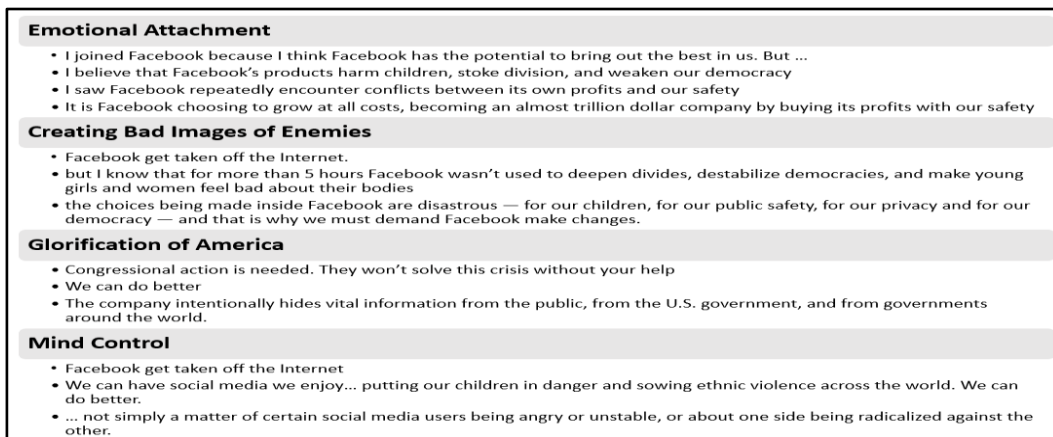 Emotional Attachment
• I joined Facebook because I think Facebook has the potential to bring out the best in us. But ...
• I believe that Facebook's products harm children, stoke division, and weaken our democracy
• I saw Facebook repeatedly encounter conflicts between its own profits and our safety
• It is Facebook choosing to grow at all costs, becoming an almost trillion dollar company by buying its profits with our safety
Creating Bad Images of Enemies
• Facebook get taken off the Internet.
• but I know that for more than 5 hours Facebook wasn't used to deepen divides, destabilize democracies, and make young
girls and women feel bad about their bodies
• the choices being made inside Facebook are disastrous — for our children, for our public safety, for our privacy and for our
democracy — and that is why we must demand Facebook make changes.
Glorification of America
• Congressional action is needed. They won't solve this crisis without your help
• We can do better
• The company intentionally hides vital information from the public, from the U.S. government, and from governments
around the world.
Mind Control
• Facebook get taken off the Internet
• We can have social media we enjoy... putting our children in danger and sowing ethnic violence across the world. We can
do better.
• ... not simply a matter of certain social media users being angry or unstable, or about one side being radicalized against the
other.